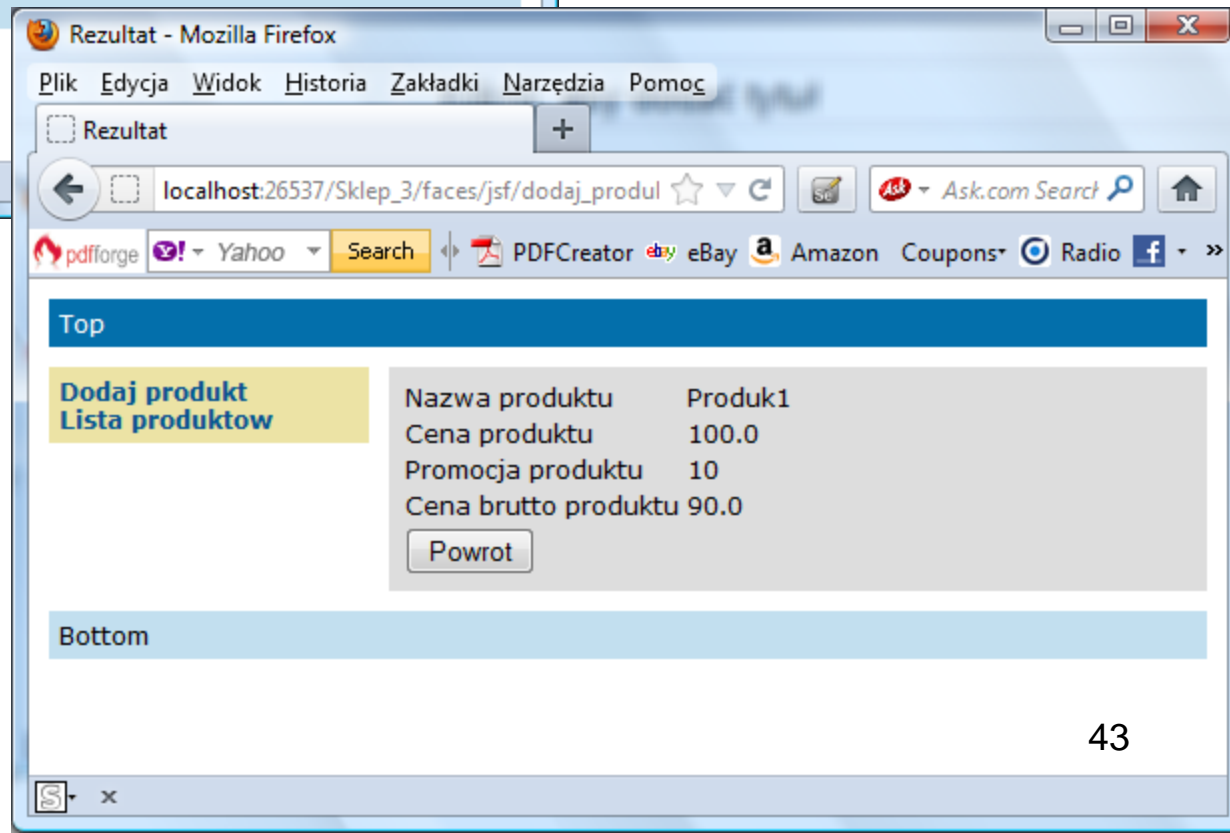 Rezultat - Mozilla Firefox
Plik Edycja Widok Historia Zakładki Narzędzia Pomoc
Rezultat
localhost:26537/Sklep_3/faces/jsf/dodaj_produl
Ask.com Search
pdfforge Y! Yahoo Search PDFCreator ebay eBay a Amazon Coupons Radio f »
Top
Dodaj produkt
Lista produktow
Nazwa produktu Produk1
Cena produktu 100.0
Promocja produktu 10
Cena brutto produktu 90.0
Powrot
Bottom
43
S x